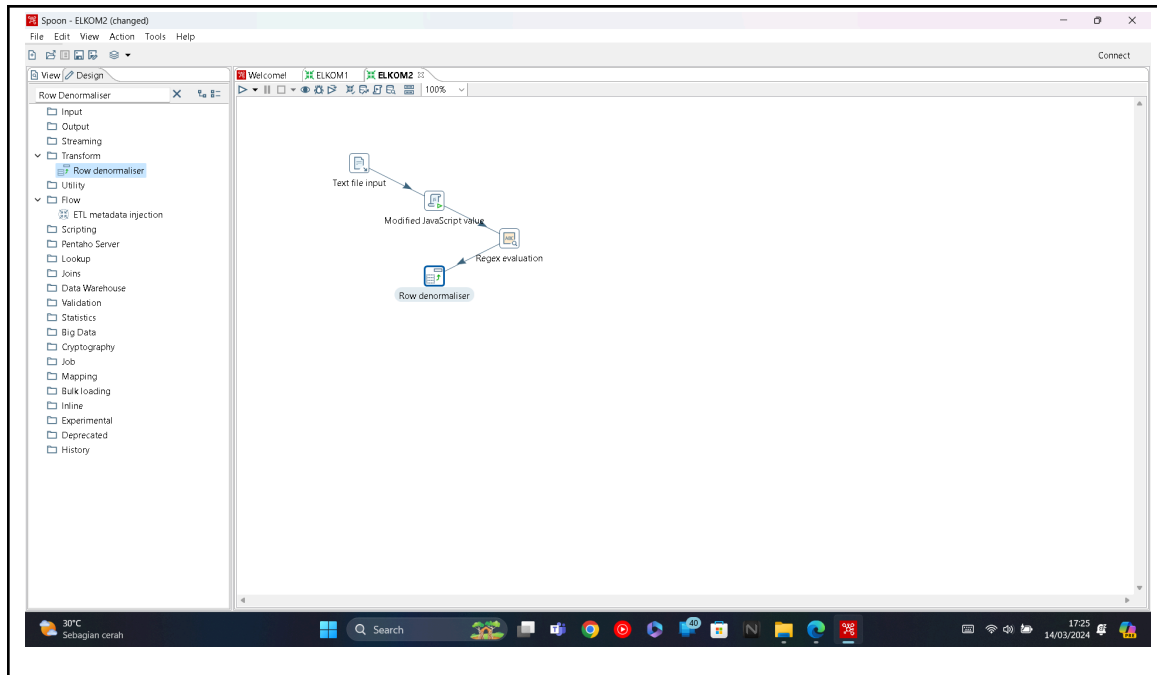 Spoon - ELKOM2 (changed)
File Edit View Action Tools Help
Connect
View Design
Welcome! ELKOM1 ELKOM2
Row Denormaliser
100%
Input
Output
Streaming
Transform
Row denormaliser
Utility
Flow
ETL metadata injection
Scripting
Pentaho Server
Lookup
Joins
Data Warehouse
Validation
Statistics
Big Data
Cryptography
Job
Mapping
Bulk loading
Inline
Experimental
Deprecated
History
Text file input
Modified JavaScript value
Regex evaluation
Row denormaliser
30°C
Sebagian cerah
Search
40
17:25
14/03/2024